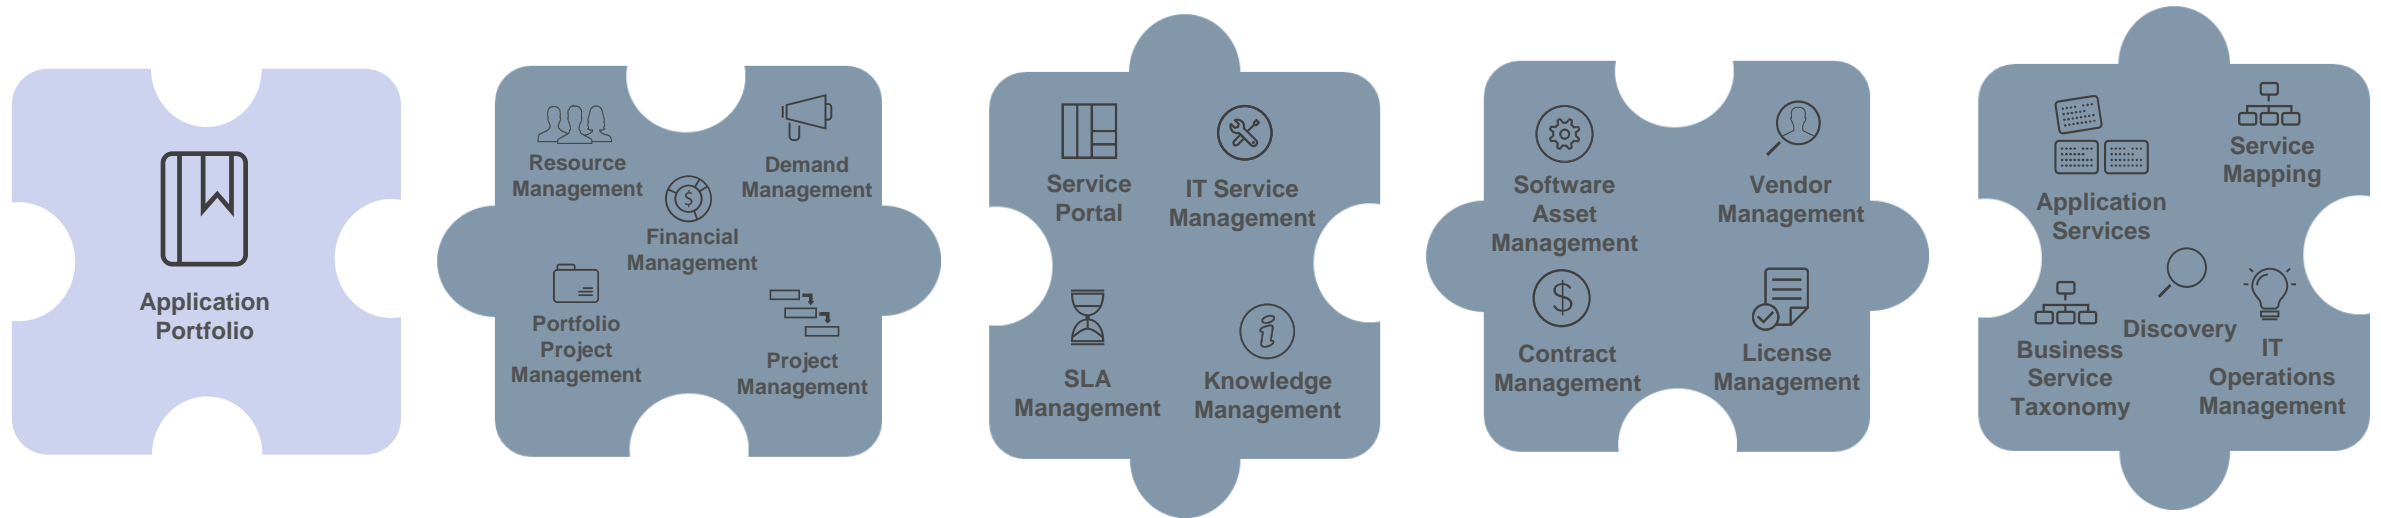 Application
Portfolio
Resource
Management
Demand
Management
Financial
Management
Portfolio
Project
Management
Project
Management
Service
Portal
IT Service
Management
SLA
Management
Knowledge
Management
Software
Asset
Management
Vendor
Management
Contract
Management
License
Management
Application
Services
Service
Mapping
Business
Service
Taxonomy
Discovery
IT
Operations
Management